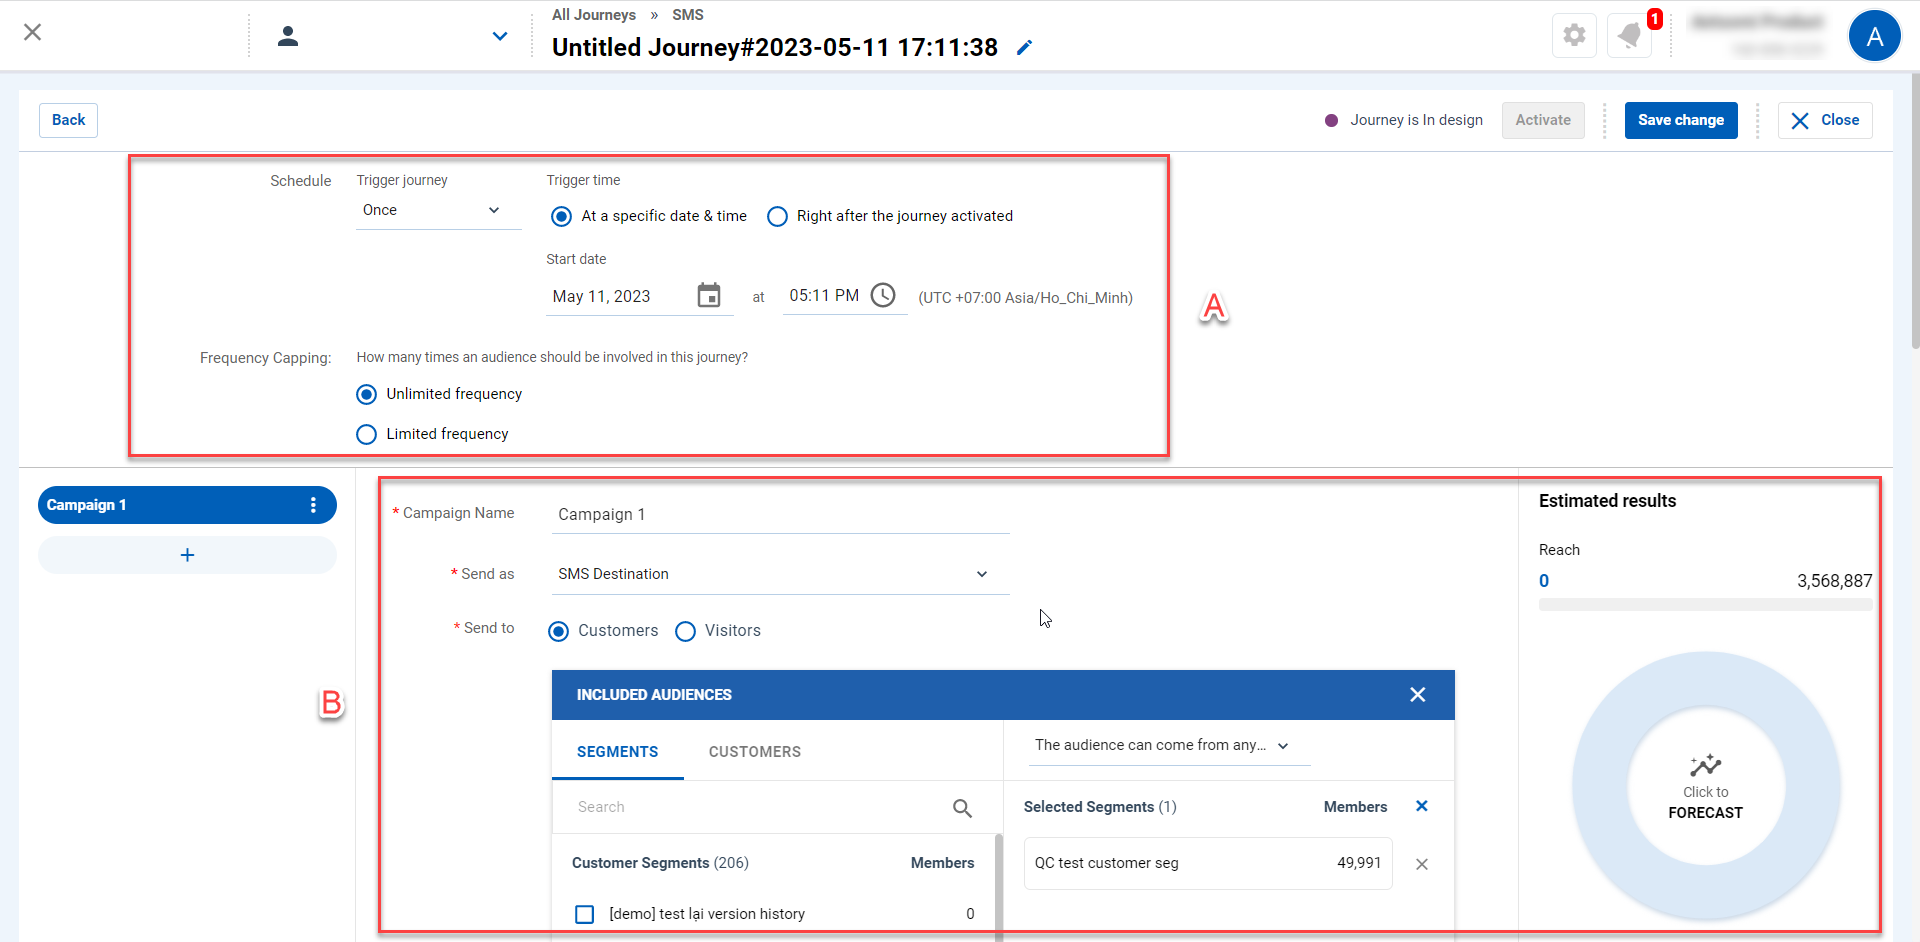 All Journeys » SMS
Untitled Journey#2023-05-11 17:11:38
1
A
Back
Journey is In design
Activate
Save change
Close
Schedule
Trigger journey
Trigger time
Once
At a specific date & time
Right after the journey activated
Start date
May 11, 2023
at
05:11 PM
(UTC +07:00 Asia/Ho_Chi_Minh)
A
Frequency Capping:
How many times an audience should be involved in this journey?
Unlimited frequency
Limited frequency
Campaign 1
+
* Campaign Name
Campaign 1
* Send as
SMS Destination
* Send to
Customers
Visitors
B
INCLUDED AUDIENCES
SEGMENTS
CUSTOMERS
The audience can come from any...
Search
Selected Segments (1)
Members
Customer Segments (206)
Members
QC test customer seg
49,991
[demo] test lại version history
0
Estimated results
Reach
0
3,568,887
Click to
FORECAST